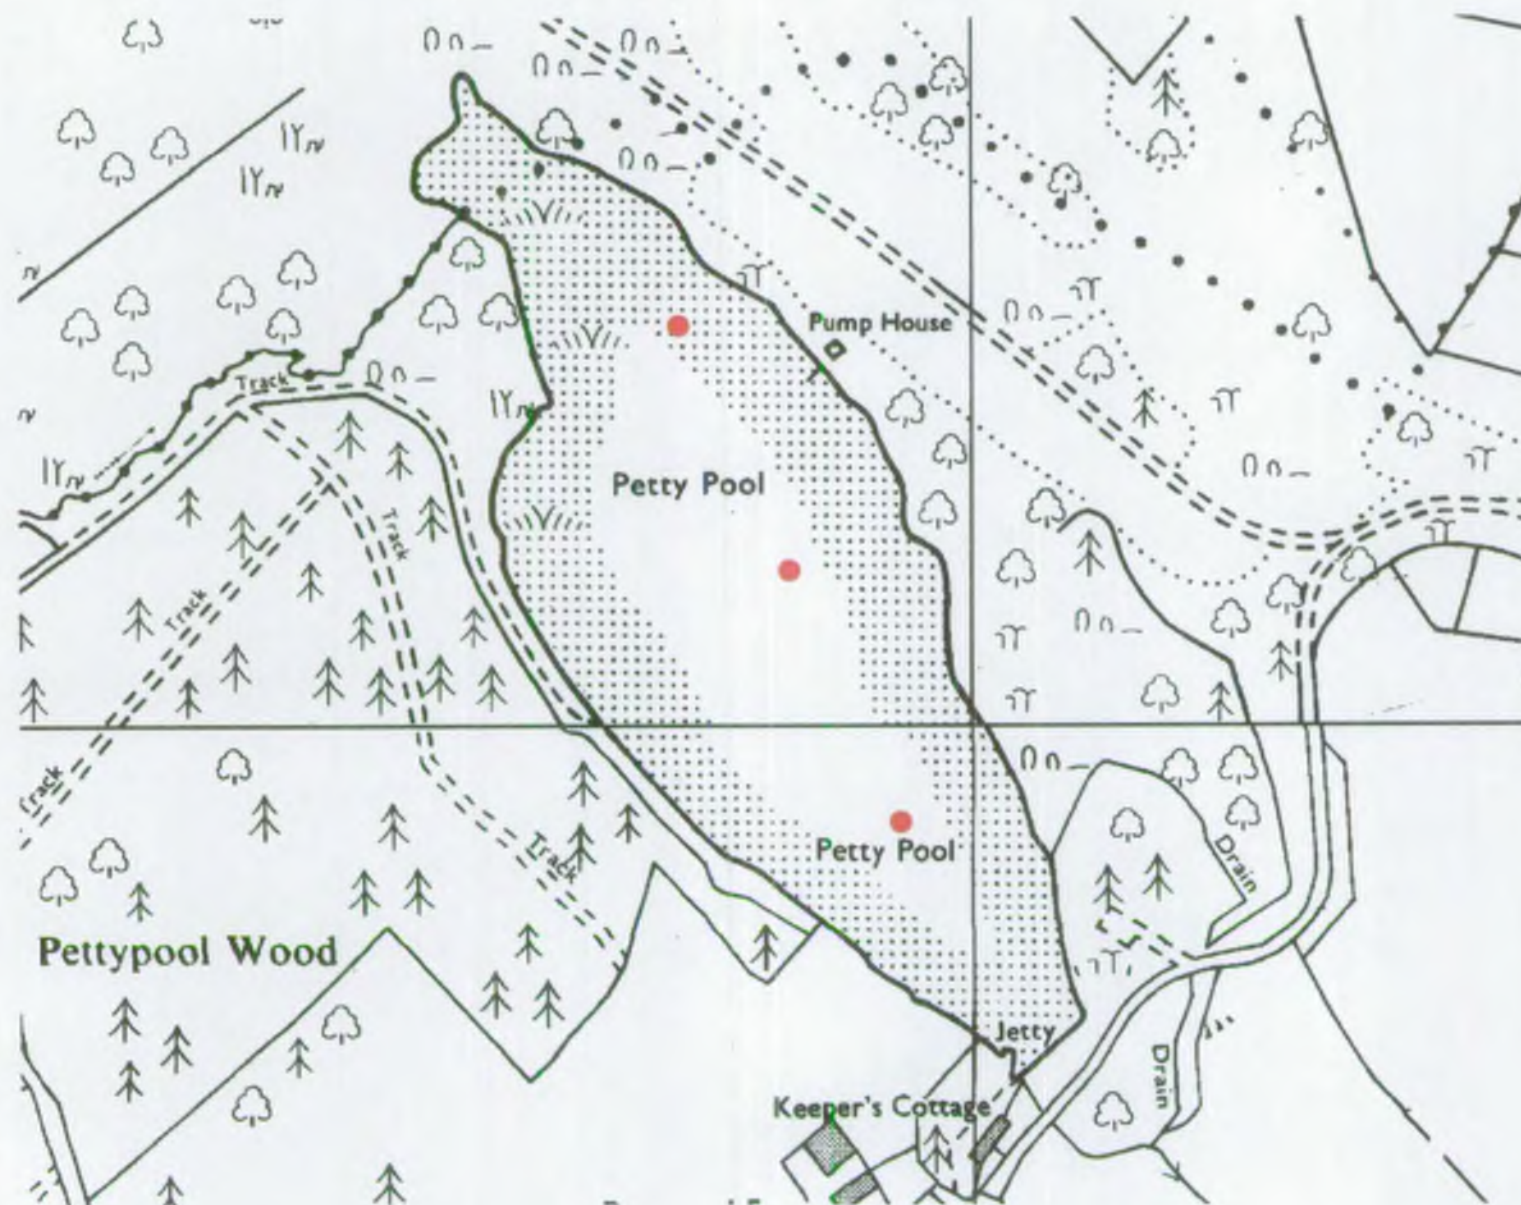 Pump House
Track
Petty Pool
Track
Track
Track
Petty Pool
Track
Drain
Pettypool Wood
Jetty
Drain
Keeper's Cottage